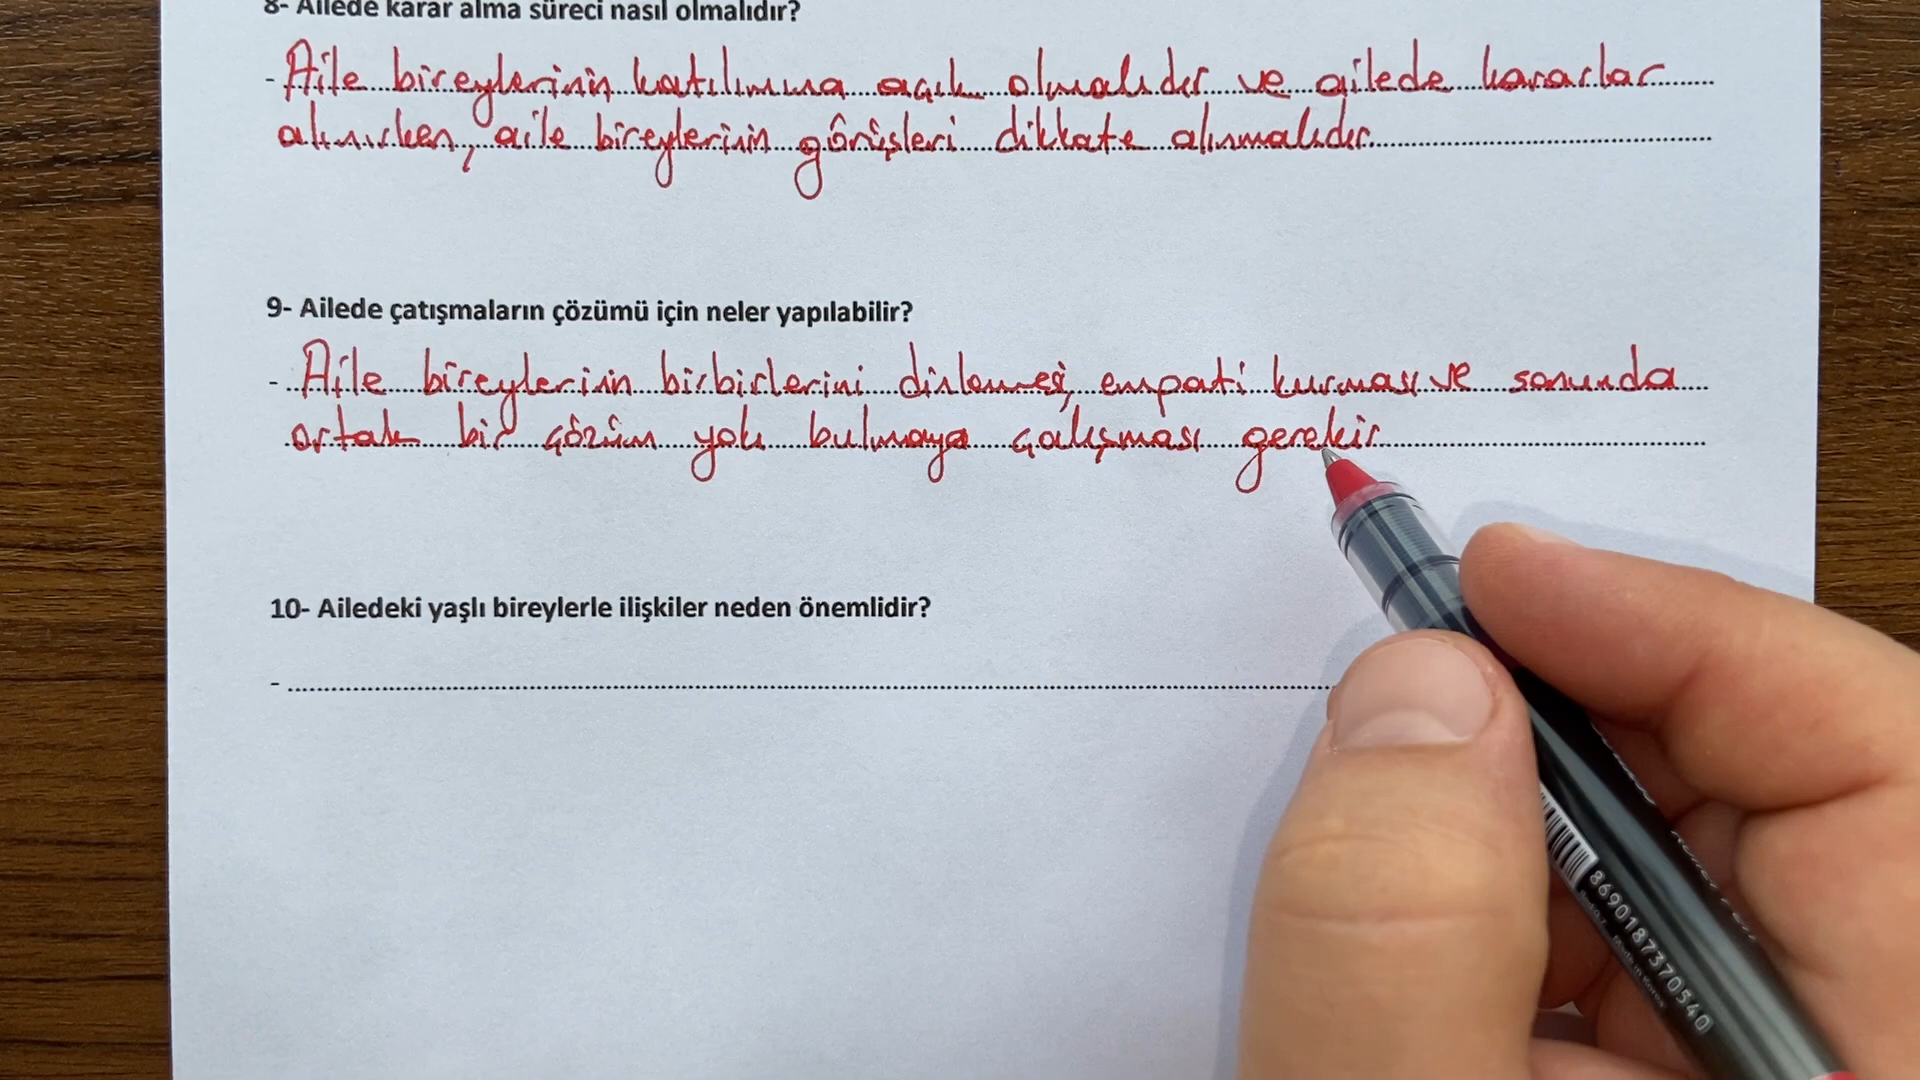 8- Ailede karar alma süreci nasıl olmalıdır?
- Aile bireylerinin katılımına açık olmalıdır ve ailede kararlar
alınırken, aile bireylerinin görüşleri dikkate alınmalıdır.
9- Ailede çatışmaların çözümü için neler yapılabilir?
- Aile bireylerinin birbirlerini dinlemesi, empati kurması ve sonunda
ortak bir çözüm yolu bulmaya çalışması gerekir
10- Ailedeki yaşlı bireylerle ilişkiler neden önemlidir?
-
8690187370540